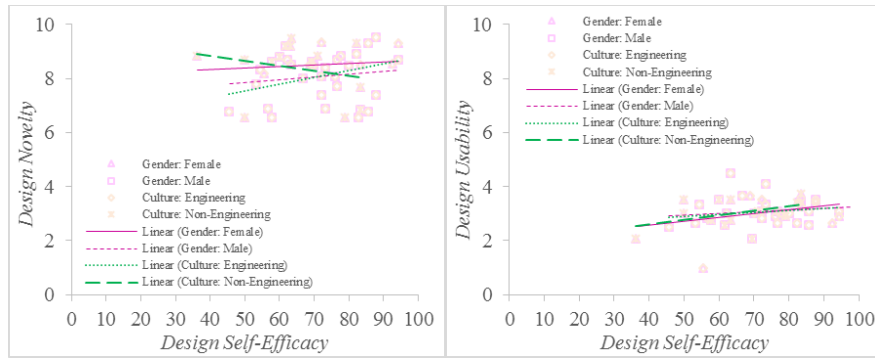 10
8
6
4
2
0
Design Novelty
Gender: Female
Gender: Male
Culture: Engineering
Culture: Non-Engineering
Linear (Gender: Female)
Linear (Gender: Male)
Linear (Culture: Engineering)
Linear (Culture: Non-Engineering)
0 10 20 30 40 50 60 70 80 90 100
Design Self-Efficacy
10
8
6
4
2
0
Design Usability
Gender: Female
Gender: Male
Culture: Engineering
Culture: Non-Engineering
Linear (Gender: Female)
Linear (Gender: Male)
Linear (Culture: Engineering)
Linear (Culture: Non-Engineering)
0 10 20 30 40 50 60 70 80 90 100
Design Self-Efficacy